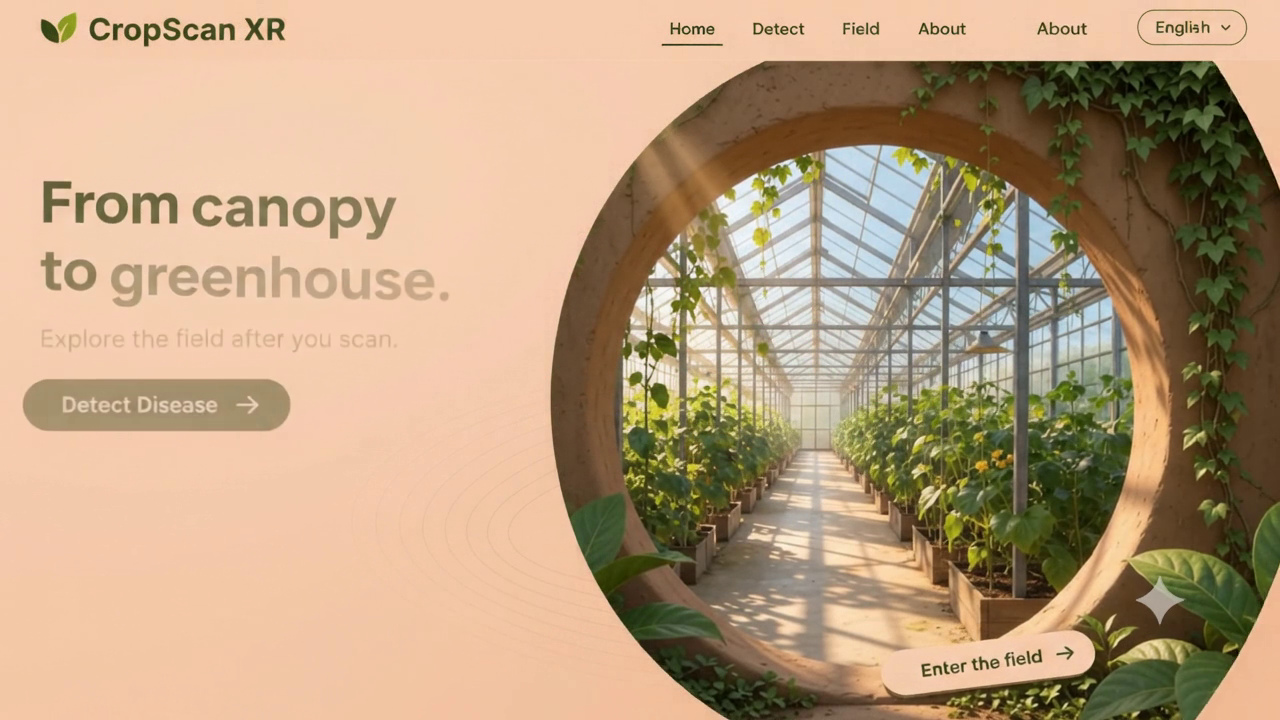 CropScan XR
Home Detect Field About About English
From canopy
to greenhouse.
Explore the field after you scan.
Detect Disease →
Enter the field →